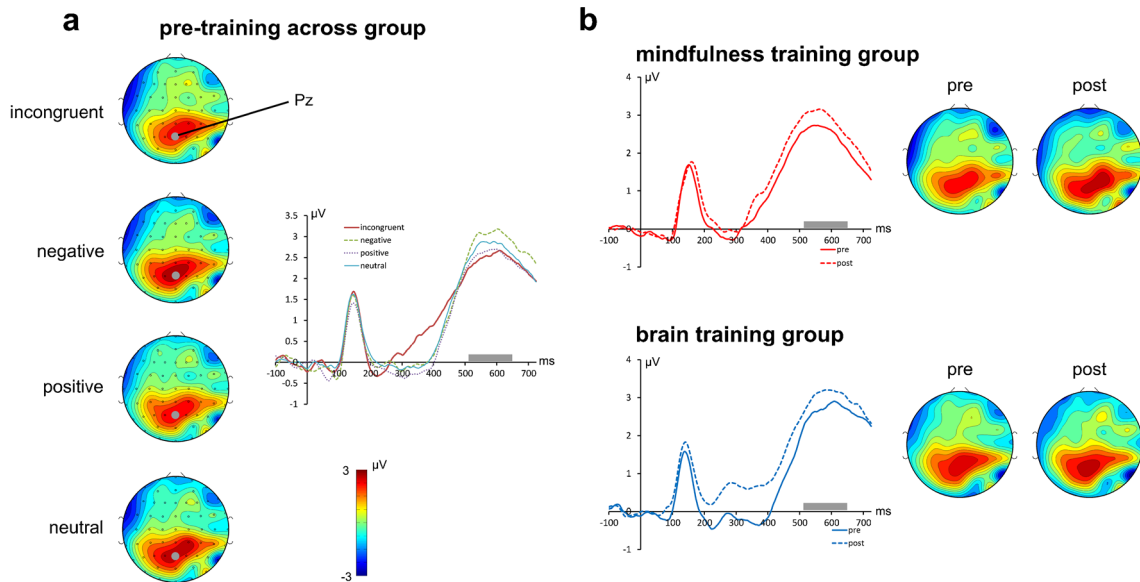 a
pre-training across group
incongruent
Pz
negative
positive
neutral
µV
3.5
3
2.5
2
1.5
1
0.5
0
-0.5
-1
-100 0 100 200 300 400 500 600 700
ms
incongruent
negative
positive
neutral
µV
3
-3
b
mindfulness training group
µV
4
3
2
1
0
-1
-100 0 100 200 300 400 500 600 700
ms
pre
post
pre
post
brain training group
µV
4
3
2
1
0
-1
-100 0 100 200 300 400 500 600 700
ms
pre
post
pre
post